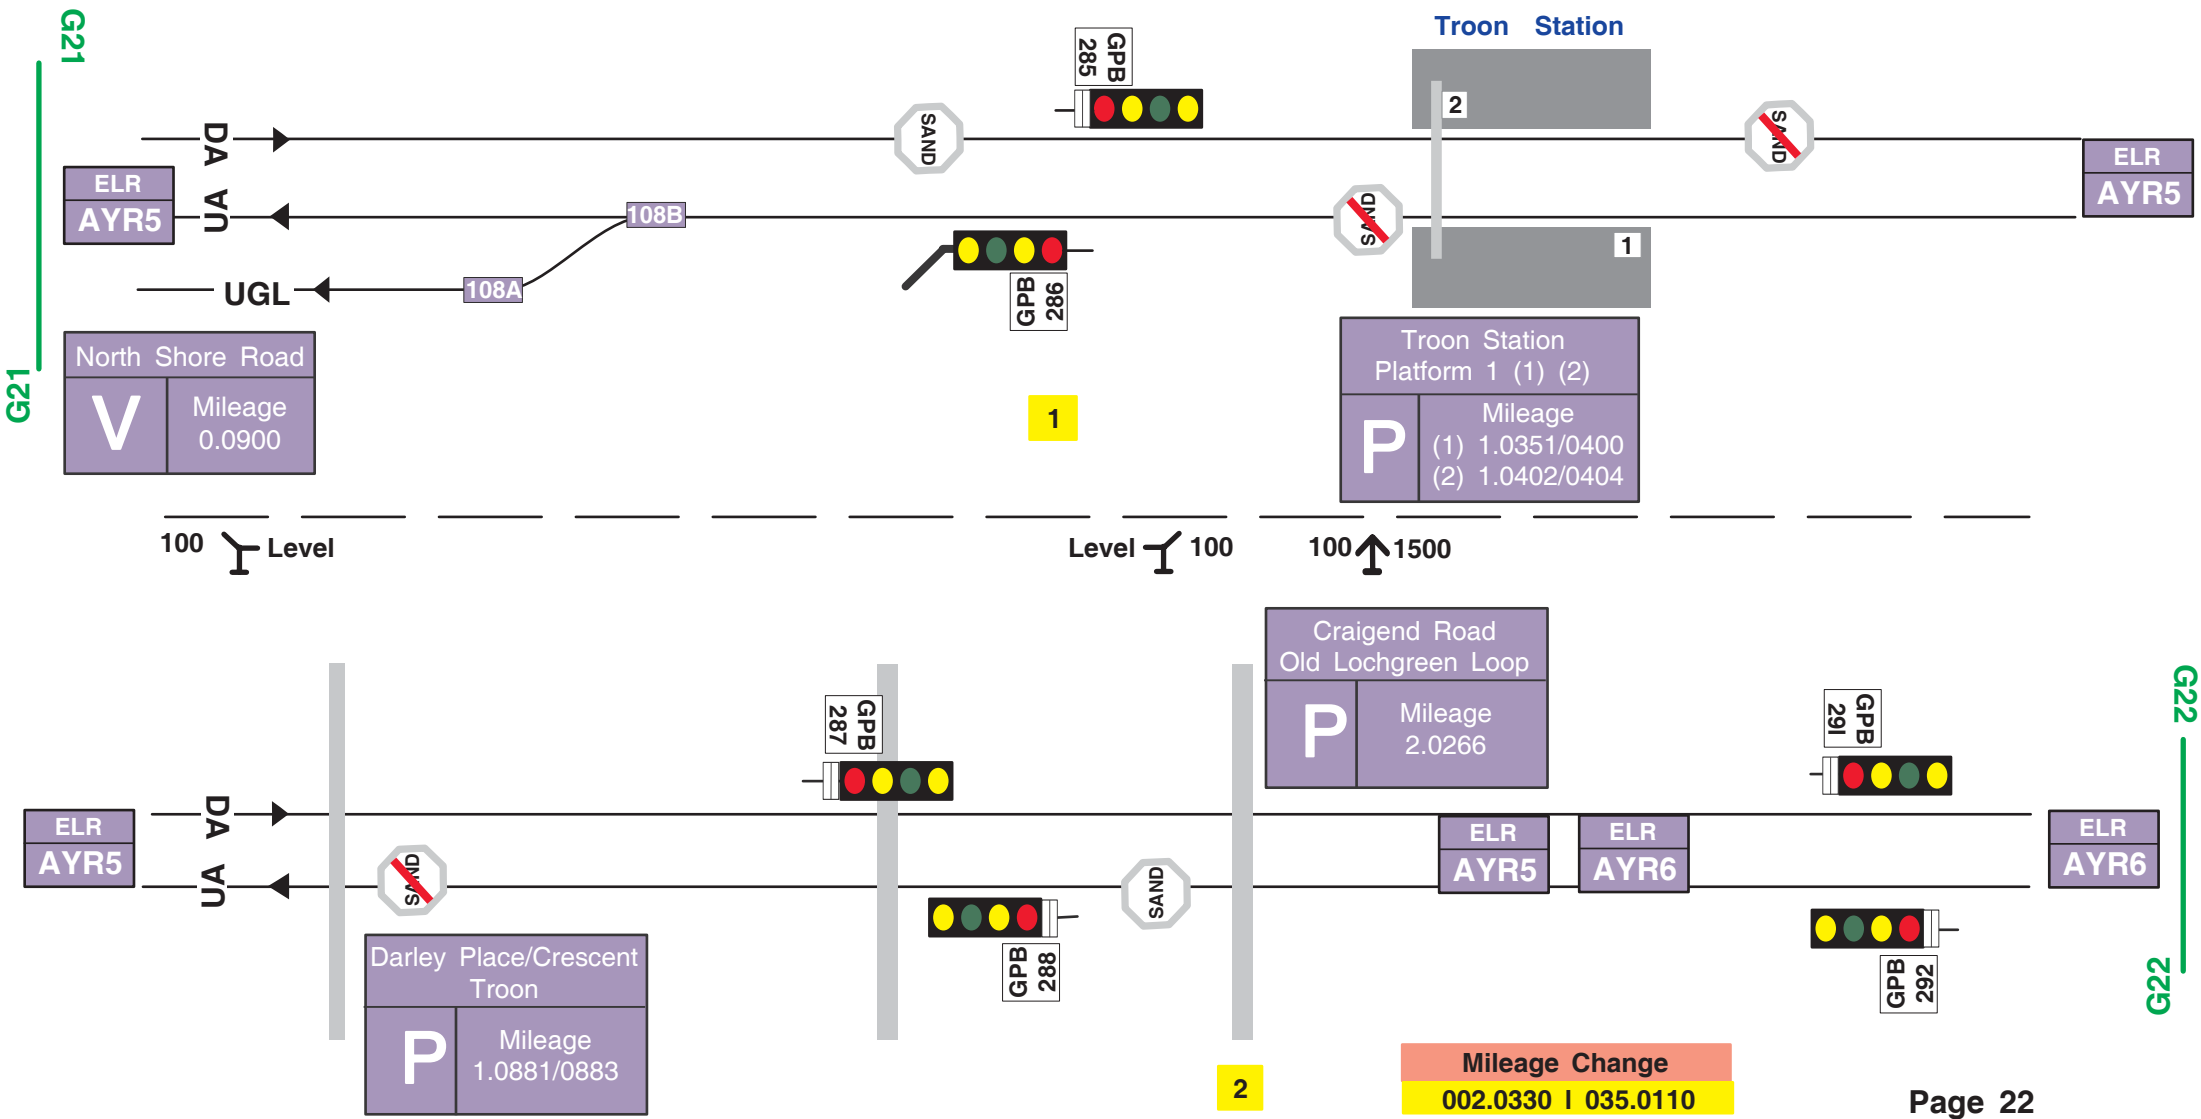 G21
Troon Station
GPB
285
SAND
2
SAND
DA
ELR
AYR5
UA
108B
SAND
ELR
AYR5
1
UGL
108A
GPB
286
G21
North Shore Road
V
Mileage
0.0900
1
Troon Station
Platform 1 (1) (2)
P
Mileage
(1) 1.0351/0400
(2) 1.0402/0404
100 Level
Level 100
100 1500
Craigend Road
Old Lochgreen Loop
P
Mileage
2.0266
GPB
287
GPB
29I
G22
DA
ELR
AYR5
UA
SAND
SAND
ELR
AYR5
ELR
AYR6
ELR
AYR6
GPB
288
GPB
292
G22
Darley Place/Crescent
Troon
P
Mileage
1.0881/0883
2
Mileage Change
002.0330 I 035.0110
Page 22